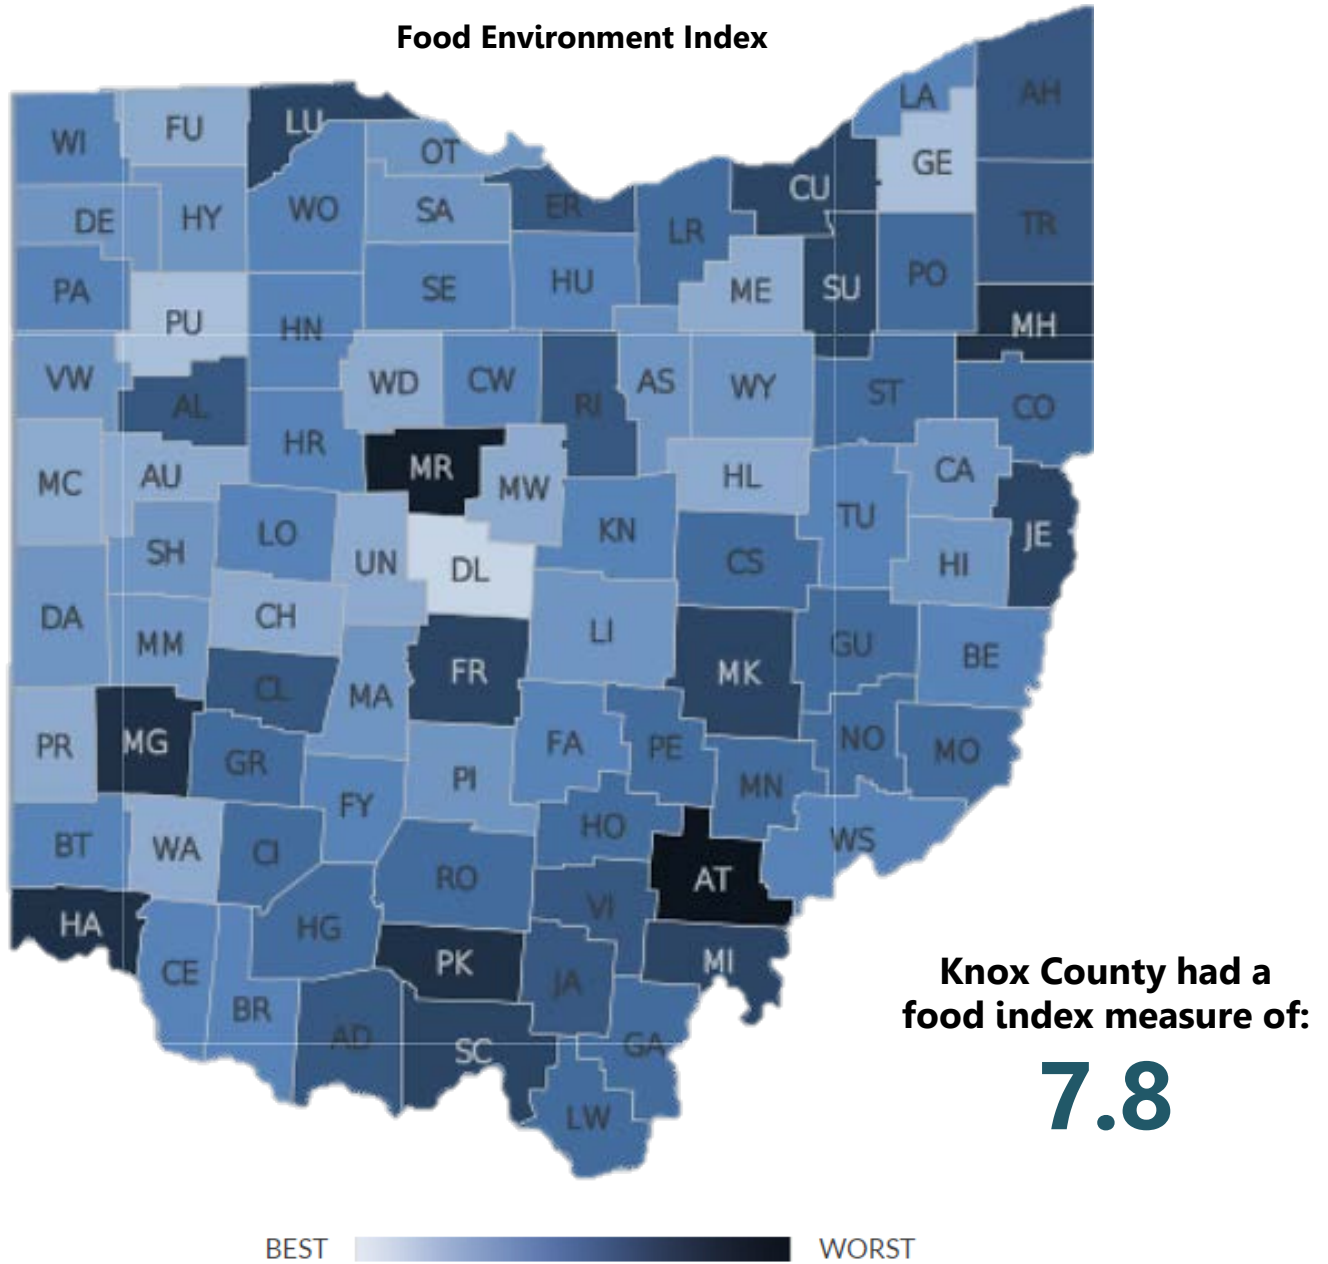 Food Environment Index
LA
AH
WI
FU
LU
OT
GE
CU
DE
HY
WO
SA
ER
LR
TR
PA
SE
HU
ME
SU
PO
PU
HN
MH
VW
WD
CW
AS
WY
ST
AL
RI
CO
HR
MC
AU
MR
MW
HL
CA
SH
LO
UN
DL
KN
CS
TU
HI
JE
DA
MM
CH
LI
GU
BE
CL
MA
FR
MK
PR
MG
GR
PI
FA
PE
NO
MO
MN
BT
WA
CI
FY
HO
WS
RO
AT
HA
HG
VI
CE
PK
JA
MI
BR
AD
SC
GA
LW
Knox County had a
food index measure of:
7.8
BEST
WORST